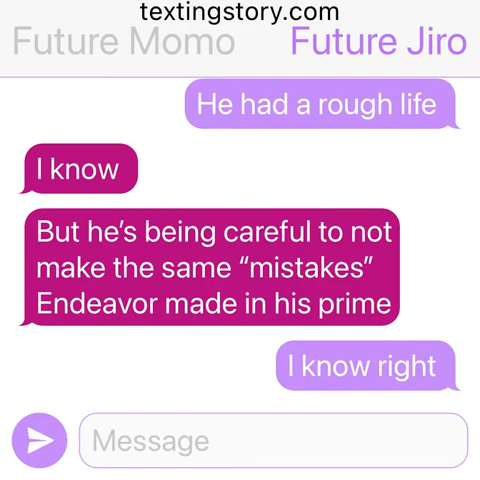 textingstory.com
Future Momo Future Jiro
He had a rough life
I know
But he’s being careful to not
make the same “mistakes”
Endeavor made in his prime
I know right
Message